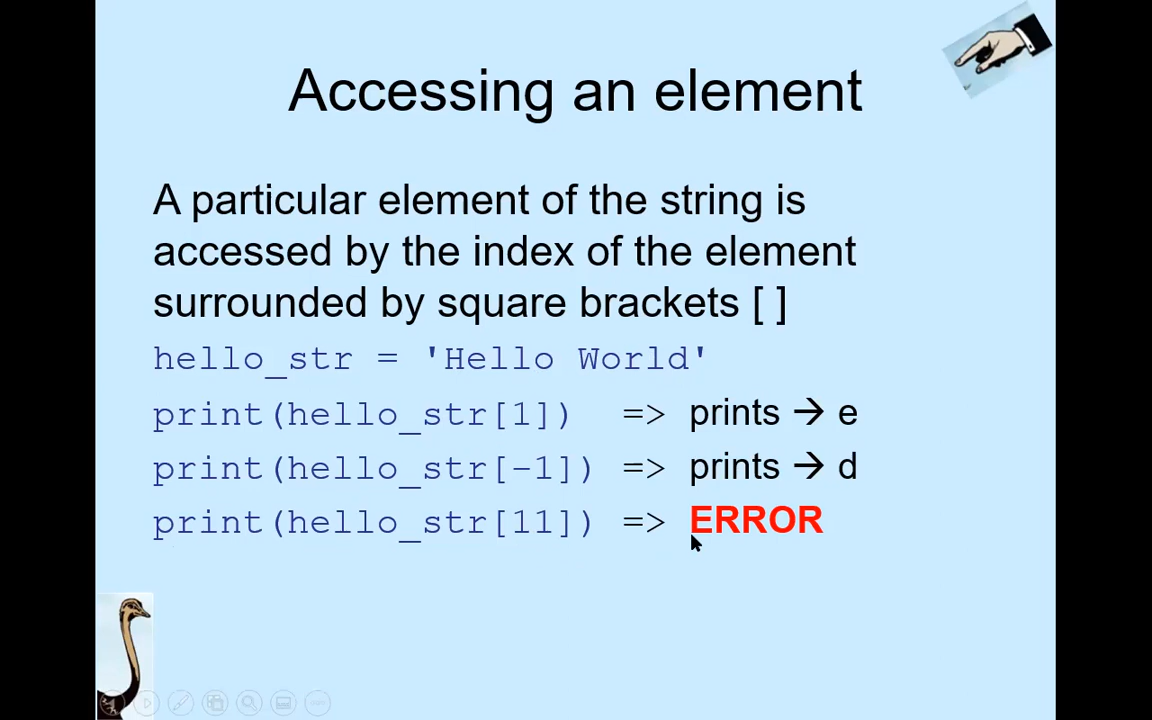 Accessing an element
A particular element of the string is
accessed by the index of the element
surrounded by square brackets [ ]
hello_str = 'Hello World'
print(hello_str[1]) => prints → e
print(hello_str[-1]) => prints → d
print(hello_str[11]) => ERROR